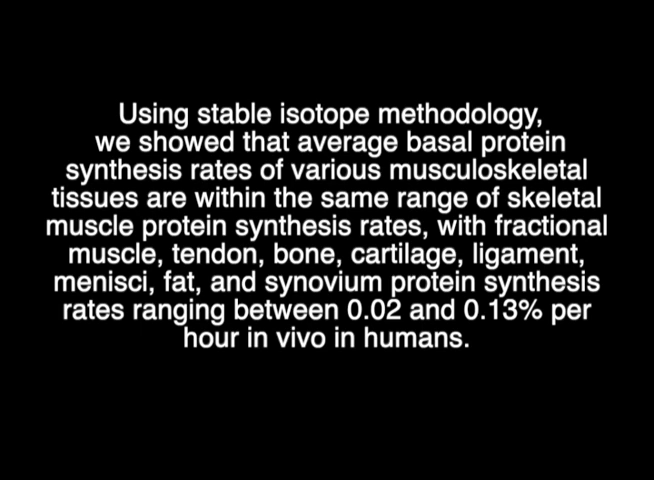 Using stable isotope methodology,
we showed that average basal protein
synthesis rates of various musculoskeletal
tissues are within the same range of skeletal
muscle protein synthesis rates, with fractional
muscle, tendon, bone, cartilage, ligament,
menisci, fat, and synovium protein synthesis
rates ranging between 0.02 and 0.13% per
hour in vivo in humans.